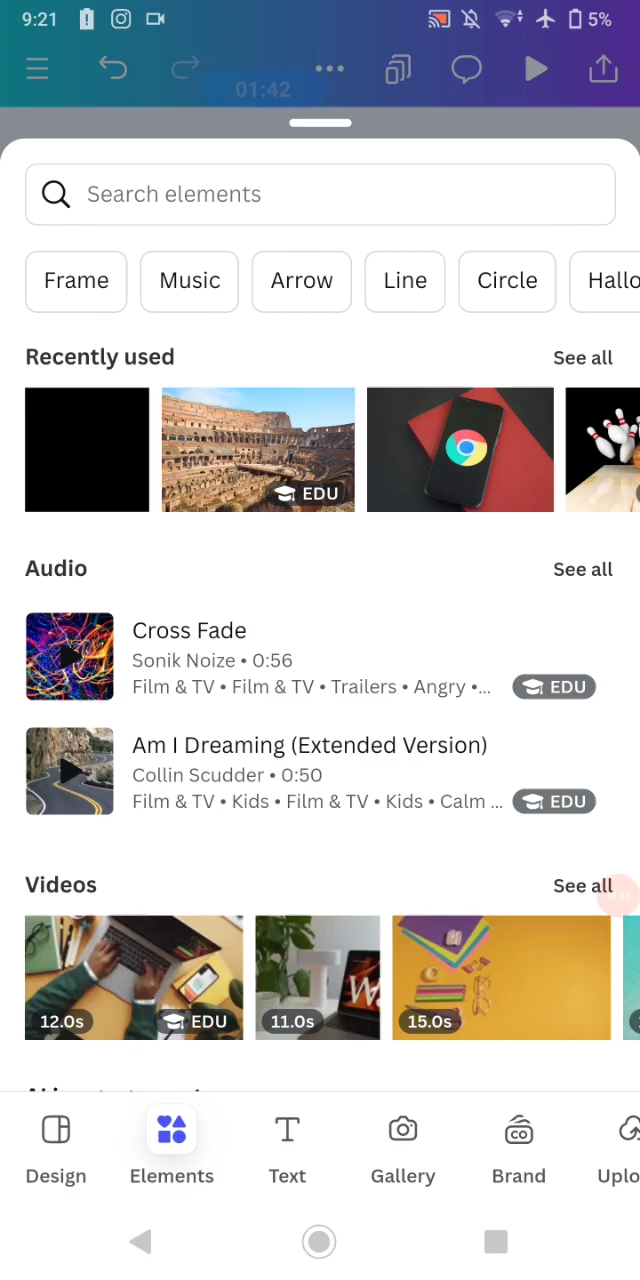 9:21
5%
01:42
Search elements
Frame
Music
Arrow
Line
Circle
Hallo
Recently used
See all
EDU
Audio
See all
Cross Fade
Sonik Noize • 0:56
Film & TV • Film & TV • Trailers • Angry •...
EDU
Am I Dreaming (Extended Version)
Collin Scudder • 0:50
Film & TV • Kids • Film & TV • Kids • Calm ...
EDU
Videos
See all
12.0s
EDU
11.0s
15.0s
Design
Elements
Text
Gallery
CO
Brand
Uplo